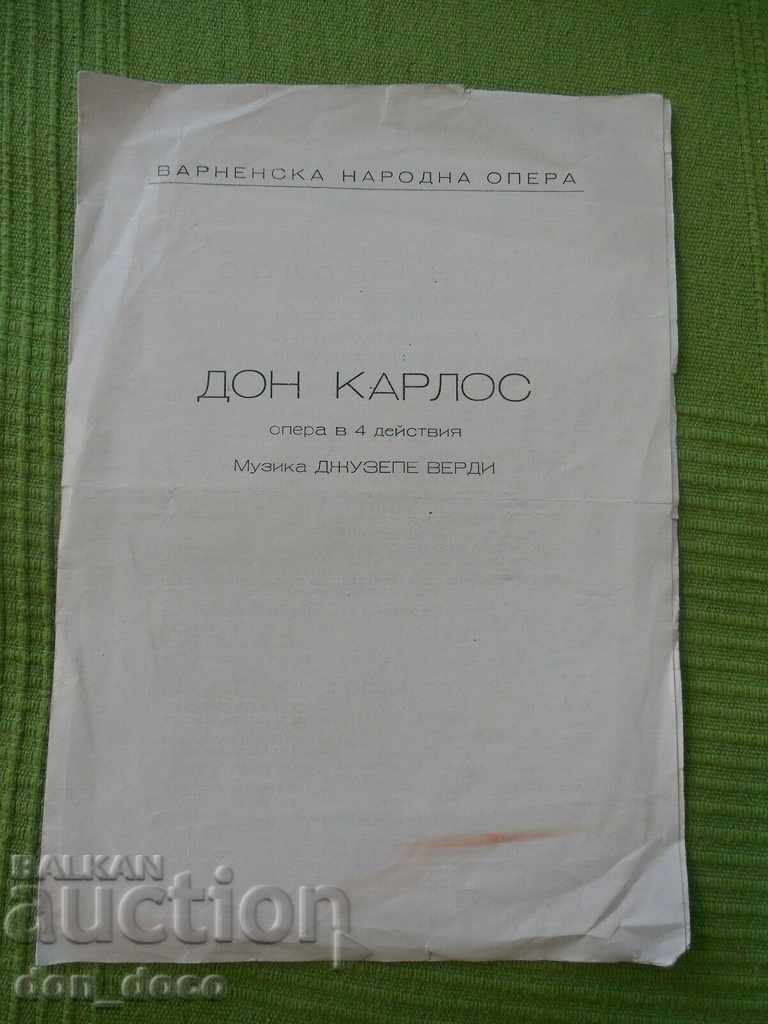 ВАРНЕНСКА НАРОДНА ОПЕРА
ДОН КАРЛОС
опера в 4 действия
Музика ДЖУЗЕПЕ ВЕРДИ
BALKAN
auction
don_doco